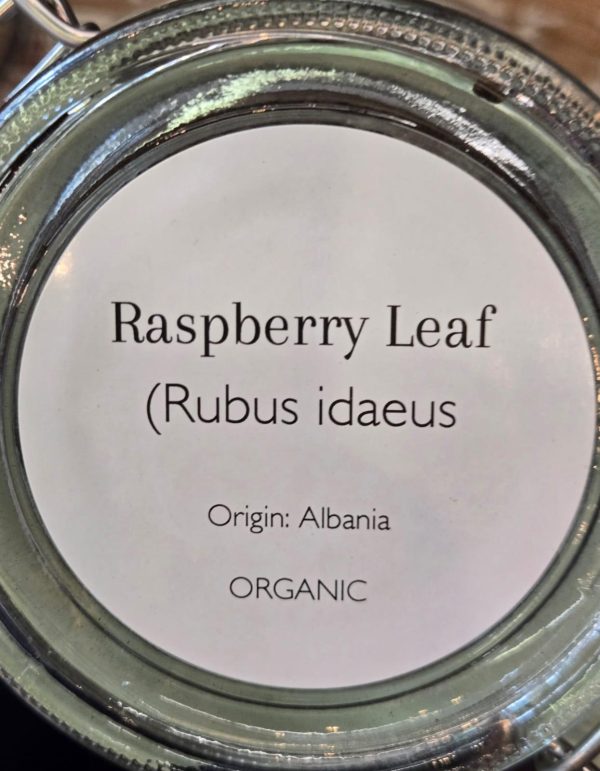 Raspberry Leaf
(Rubus idaeus
Origin: Albania
ORGANIC